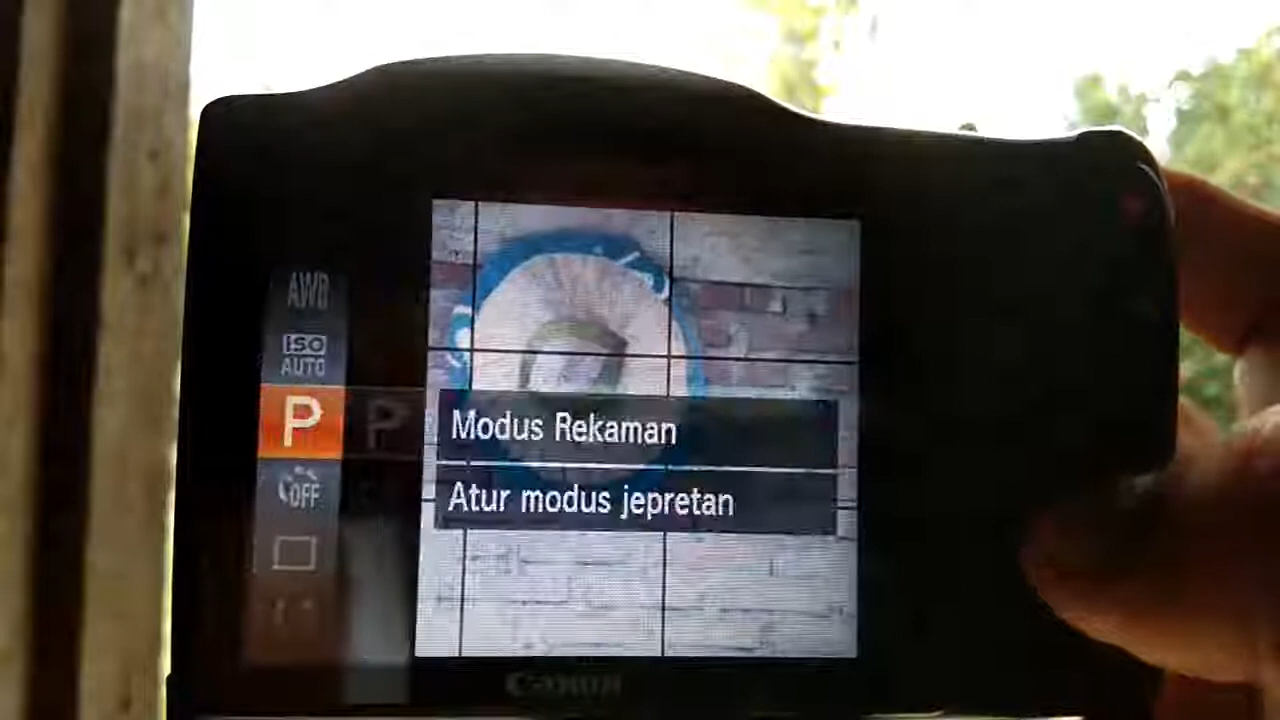 AWB
ISO
AUTO
P
P
Modus Rekaman
OFF
Atur modus jepretan
Canon